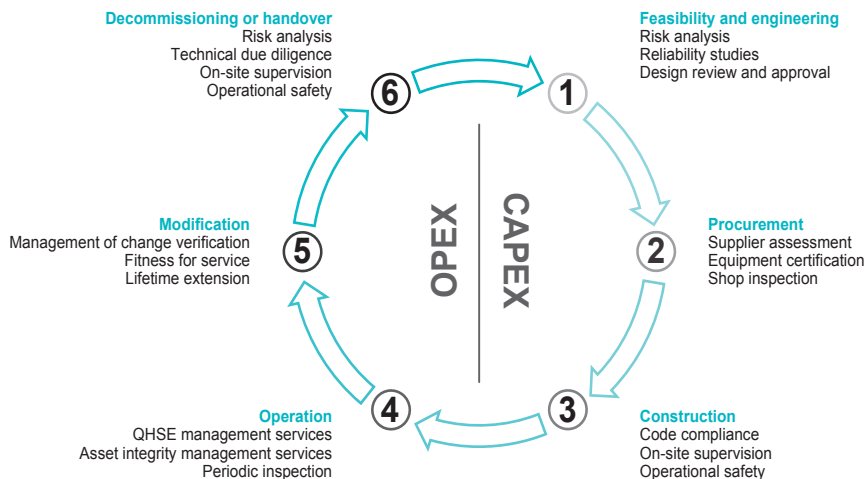 Decommissioning or handover
Risk analysis
Technical due diligence
On-site supervision
Operational safety
6
Feasibility and engineering
Risk analysis
Reliability studies
Design review and approval
1
Modification
Management of change verification
Fitness for service
Lifetime extension
5
OPEX
CAPEX
2
Procurement
Supplier assessment
Equipment certification
Shop inspection
Operation
QHSE management services
Asset integrity management services
Periodic inspection
4
3
Construction
Code compliance
On-site supervision
Operational safety